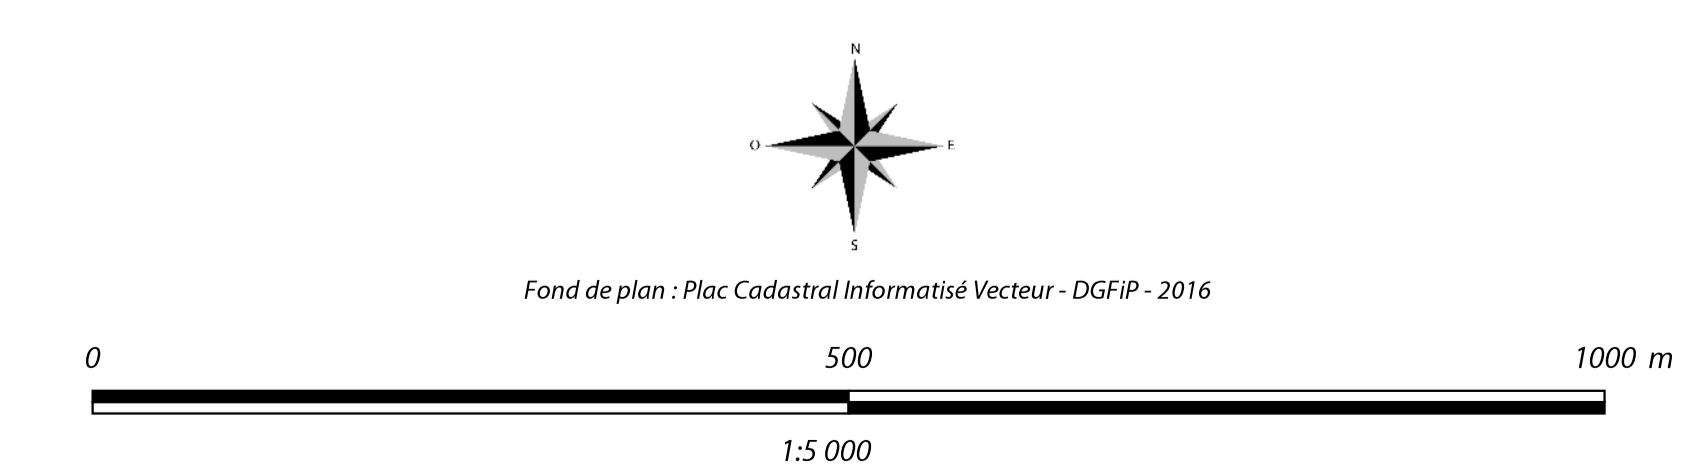 N
O E
S
Fond de plan : Plac Cadastral Informatisé Vecteur - DGFiP - 2016
0 500 1000 m
1:5 000